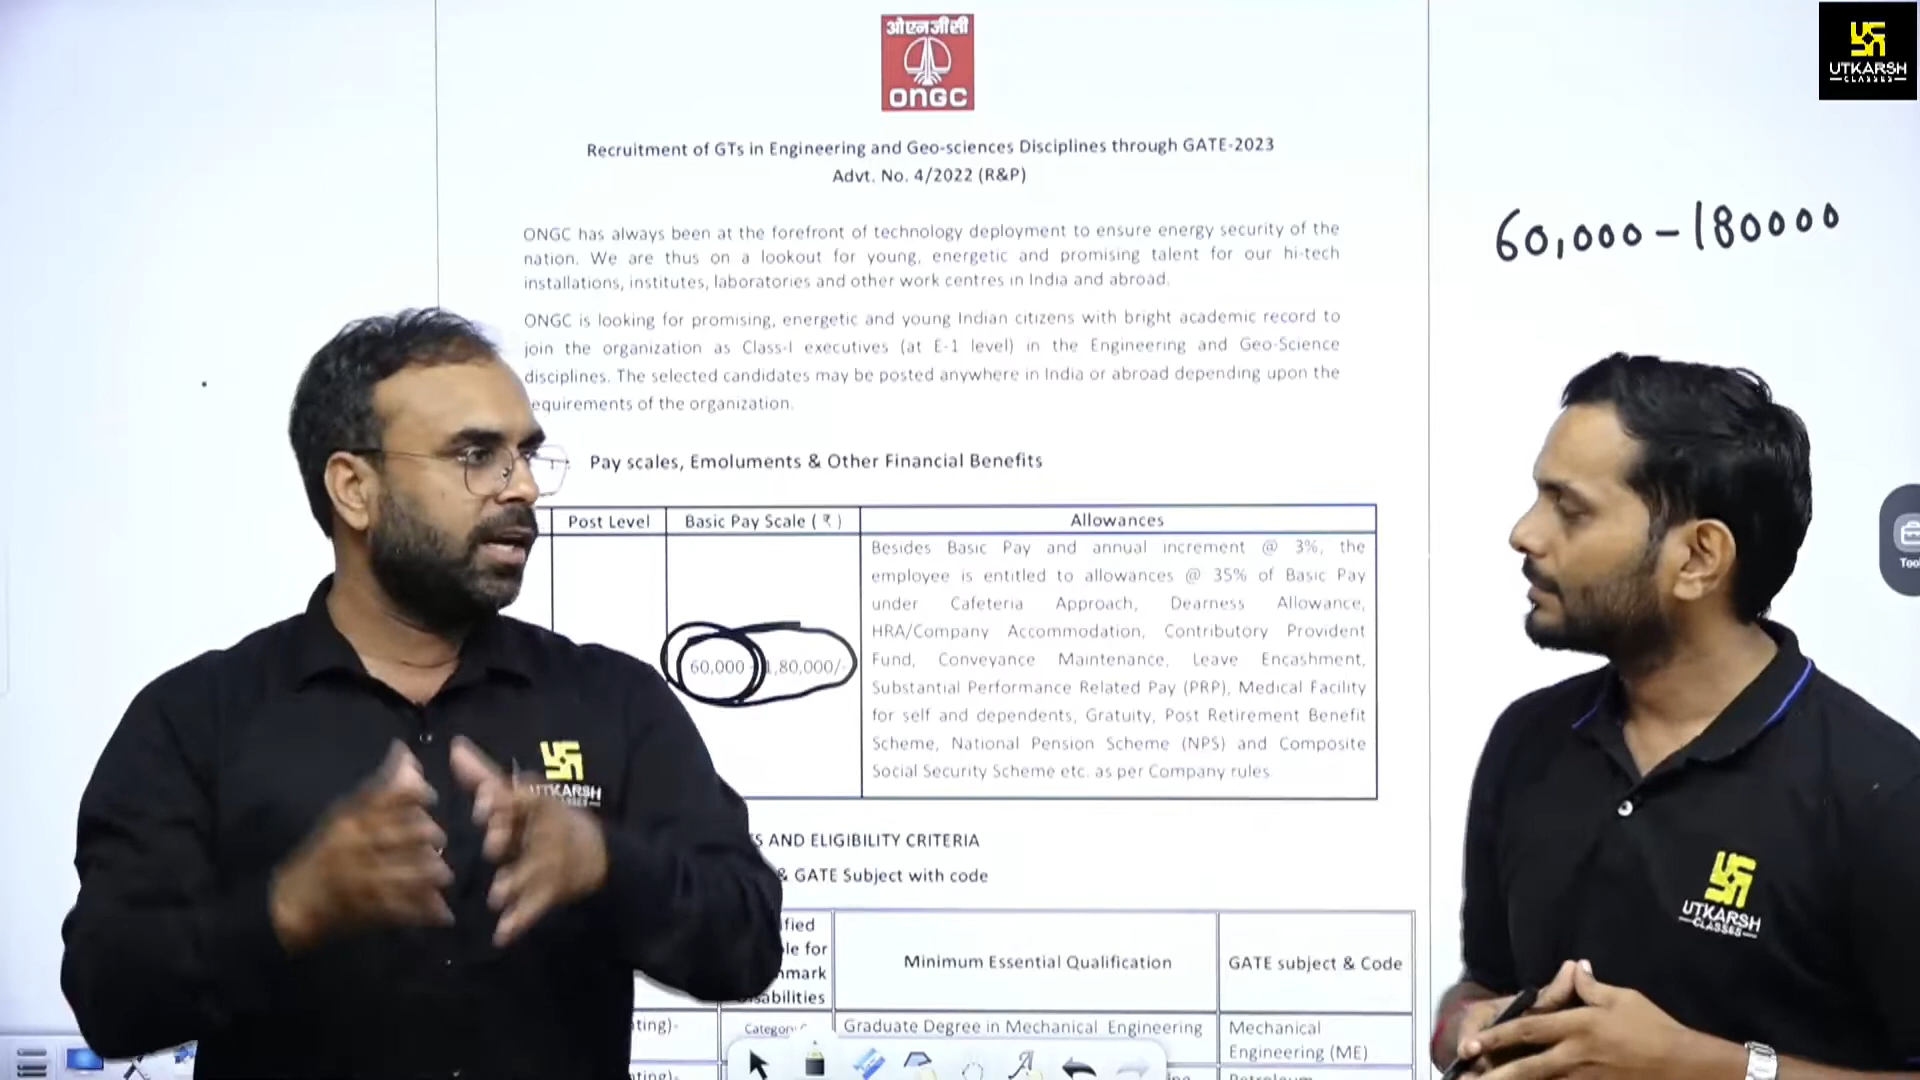 ओएनजीसी
ONGC
UTKARSH
CLASSES
Recruitment of GTs in Engineering and Geo-sciences Disciplines through GATE-2023
Advt. No. 4/2022 (R&P)
60,000-180000
ONGC has always been at the forefront of technology deployment to ensure energy security of the
nation. We are thus on a lookout for young, energetic and promising talent for our hi-tech
installations, institutes, laboratories and other work centres in India and abroad.
ONGC is looking for promising, energetic and young Indian citizens with bright academic record to
join the organization as Class-I executives (at E-1 level) in the Engineering and Geo-Science
disciplines. The selected candidates may be posted anywhere in India or abroad depending upon the
equirements of the organization.
Pay scales, Emoluments & Other Financial Benefits
Post Level
Basic Pay Scale ( ₹ )
Allowances
60,000 1,80,000/-
Besides Basic Pay and annual increment @ 3%, the
employee is entitled to allowances @ 35% of Basic Pay
under Cafeteria Approach, Dearness Allowance,
HRA/Company Accommodation, Contributory Provident
Fund, Conveyance Maintenance, Leave Encashment,
Substantial Performance Related Pay (PRP), Medical Facility
for self and dependents, Gratuity, Post Retirement Benefit
Scheme, National Pension Scheme (NPS) and Composite
Social Security Scheme etc. as per Company rules
Tool
UTKARSH
CLASSES
UTKARSH
CLASSES
S AND ELIGIBILITY CRITERIA
& GATE Subject with code
ified
le for
hmark
sabilities
Minimum Essential Qualification
GATE subject & Code
ting)-
Category
Graduate Degree in Mechanical Engineering
Mechanical
Engineering (ME)
ting)-
Petroleum